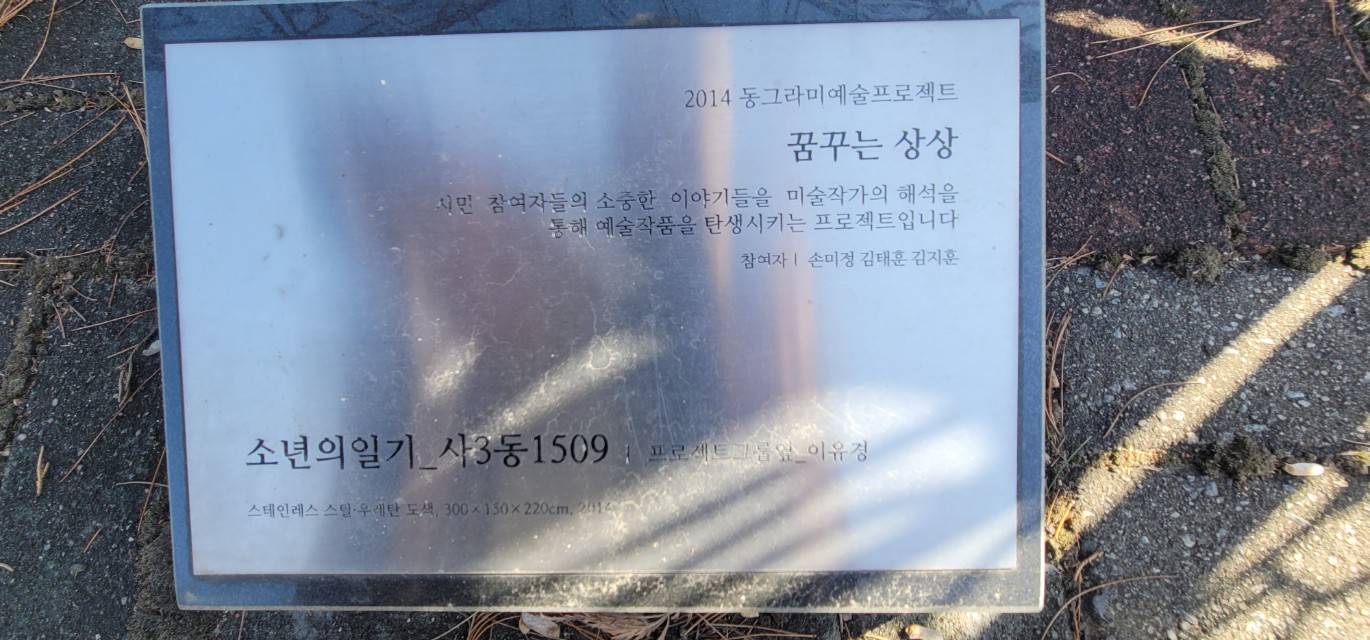 2014 동그라미예술프로젝트
꿈꾸는 상상
시민 참여자들의 소중한 이야기들을 미술작가의 해석을
통해 예술작품을 탄생시키는 프로젝트입니다
참여자 | 손미정 김태훈 김지훈
소년의일기_사3동1509 | 프로젝트그룹옆_이유경
스테인레스 스틸·우레탄 도색, 300×150×220cm, 2014